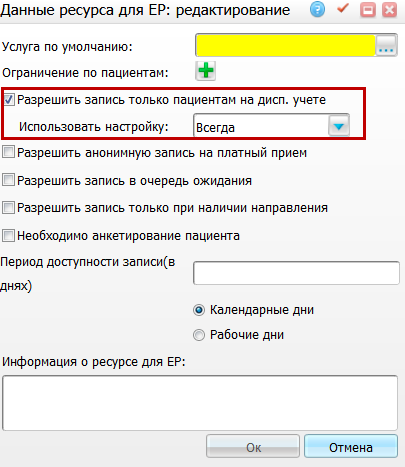 Данные ресурса для ЕР: редактирование
Услуга по умолчанию:
Ограничение по пациентам:
Разрешить запись только пациентам на дисп. учете
Использовать настройку: Всегда
Разрешить анонимную запись на платный прием
Разрешить запись в очередь ожидания
Разрешить запись только при наличии направления
Необходимо анкетирование пациента
Период доступности записи(в
днях)
Календарные дни
Рабочие дни
Информация о ресурсе для ЕР:
Ок Отмена